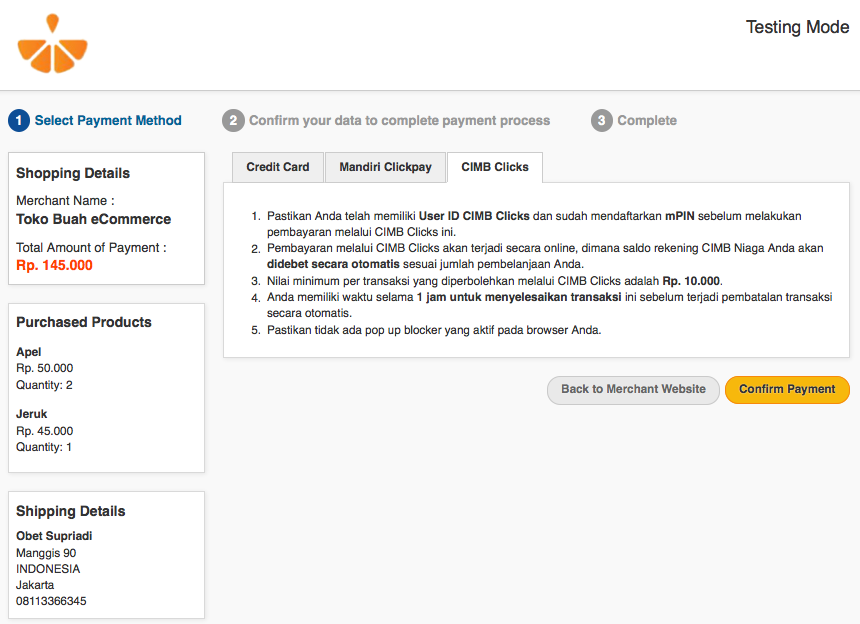 Testing Mode
1 Select Payment Method
2 Confirm your data to complete payment process
3 Complete
Shopping Details
Merchant Name :
Toko Buah eCommerce
Total Amount of Payment :
Rp. 145.000
Purchased Products
Apel
Rp. 50.000
Quantity: 2
Jeruk
Rp. 45.000
Quantity: 1
Shipping Details
Obet Supriadi
Manggis 90
INDONESIA
Jakarta
08113366345
Credit Card
Mandiri Clickpay
CIMB Clicks
1. Pastikan Anda telah memiliki User ID CIMB Clicks dan sudah mendaftarkan mPIN sebelum melakukan
pembayaran melalui CIMB Clicks ini.
2. Pembayaran melalui CIMB Clicks akan terjadi secara online, dimana saldo rekening CIMB Niaga Anda akan
didebet secara otomatis sesuai jumlah pembelanjaan Anda.
3. Nilai minimum per transaksi yang diperbolehkan melalui CIMB Clicks adalah Rp. 10.000.
4. Anda memiliki waktu selama 1 jam untuk menyelesaikan transaksi ini sebelum terjadi pembatalan transaksi
secara otomatis.
5. Pastikan tidak ada pop up blocker yang aktif pada browser Anda.
Back to Merchant Website
Confirm Payment